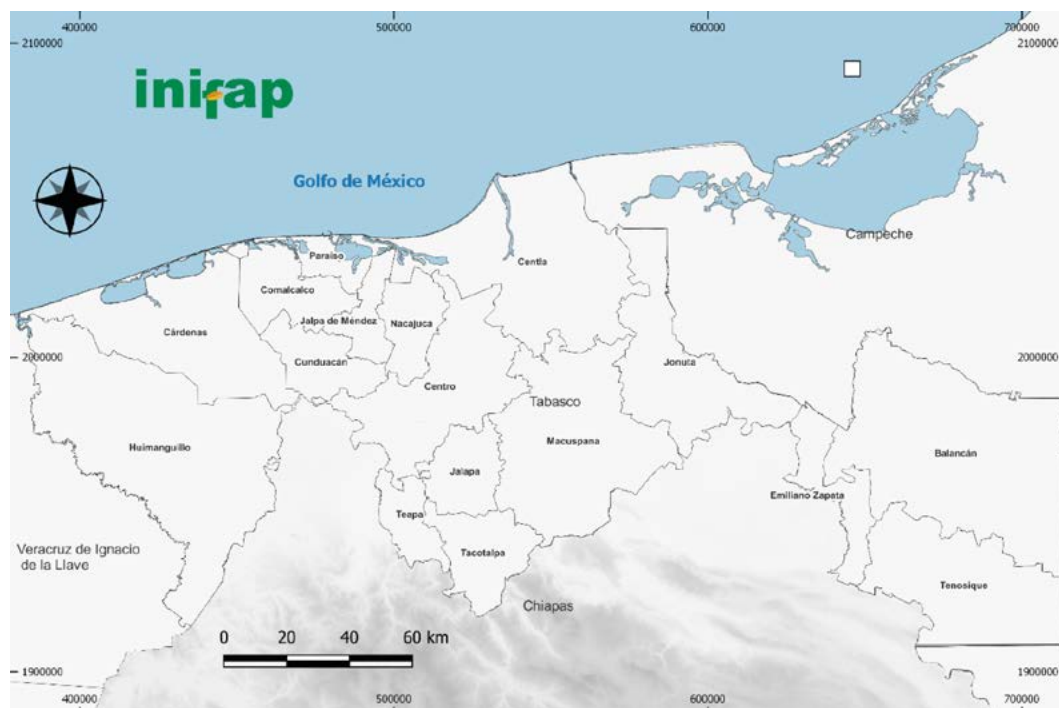 400000 500000 600000 700000
2100000 2100000
inifap
Golfo de México
Campeche
Paraíso
Centla
Comalcalco
Jalpa de Méndez Nacajuca
Cárdenas
2000000 Cunduacán Jonuta 2000000
Centro
Tabasco
Huimanguillo Macuspana Balancán
Jalapa
Emiliano Zapata
Teapa
Veracruz de Ignacio
de la Llave
Tacotalpa
Tenosique
Chiapas
0 20 40 60 km
1900000 1900000
400000 500000 600000 700000